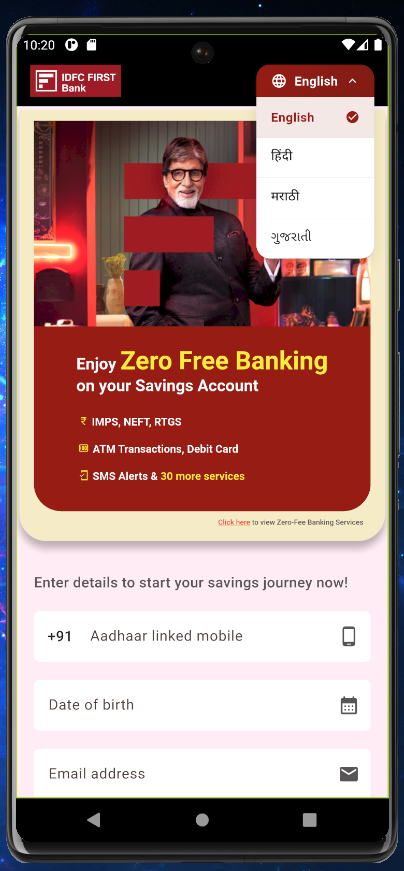 10:20
IDFC FIRST
Bank
English
English
हिंदी
मराठी
ગુજરાતી
Enjoy Zero Free Banking
on your Savings Account
₹ IMPS, NEFT, RTGS
ATM Transactions, Debit Card
SMS Alerts & 30 more services
Click here to view Zero-Fee Banking Services
Enter details to start your savings journey now!
+91 Aadhaar linked mobile
Date of birth
Email address